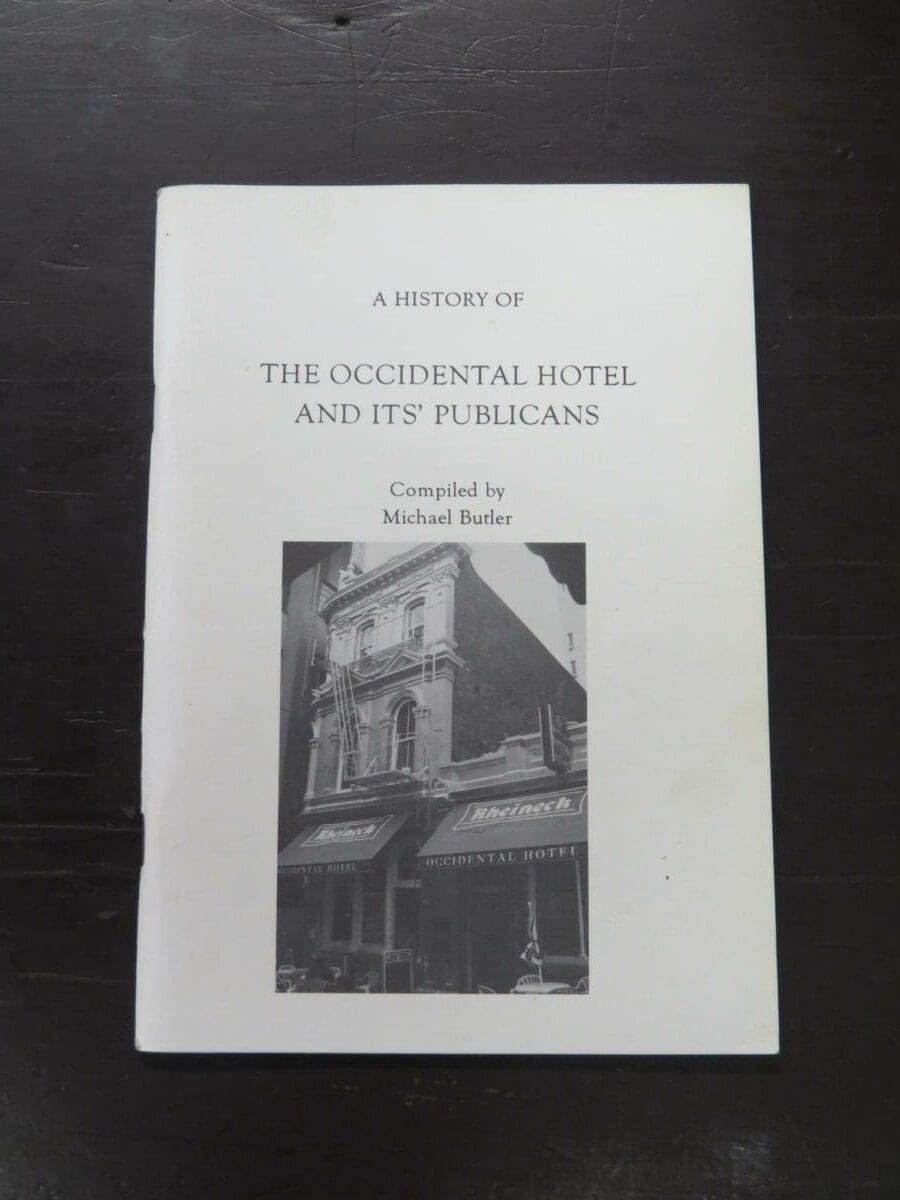 A HISTORY OF
THE OCCIDENTAL HOTEL
AND ITS' PUBLICANS
Compiled by
Michael Butler
Rheineck
OCCIDENTAL HOTEL
Rheineck
OCCIDENTAL HOTEL